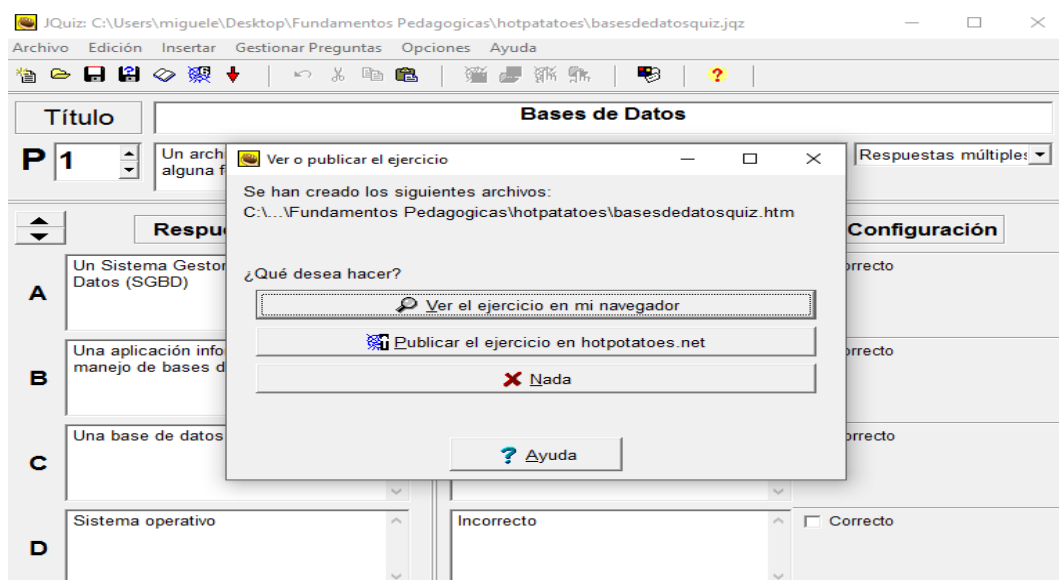 JQuiz: C:\Users\miguele\Desktop\Fundamentos Pedagogicas\hotpatatoes\basesdedatosquiz.jqz
Archivo Edición Insertar Gestionar Preguntas Opciones Ayuda
Título
Bases de Datos
P 1
Un arch
alguna f
Respuestas múltiples
Ver o publicar el ejercicio
Se han creado los siguientes archivos:
C:\...\Fundamentos Pedagogicas\hotpatatoes\basesdedatosquiz.htm
¿Qué desea hacer?
Ver el ejercicio en mi navegador
Publicar el ejercicio en hotpotatoes.net
Nada
Ayuda
Respu
Configuración
A
Un Sistema Gestor
Datos (SGBD)
orrecto
B
Una aplicación info
manejo de bases d
orrecto
C
Una base de datos
orrecto
D
Sistema operativo
Incorrecto
Correcto